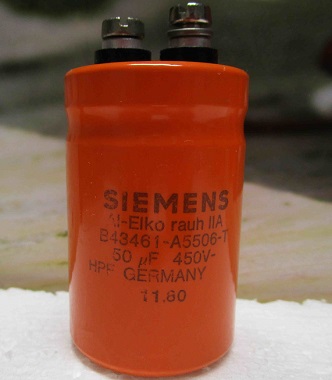 SIEMENS
Al-Elko rauh IIA
B43461-A5506-T
50 µF 450V-
HPF GERMANY
11.80